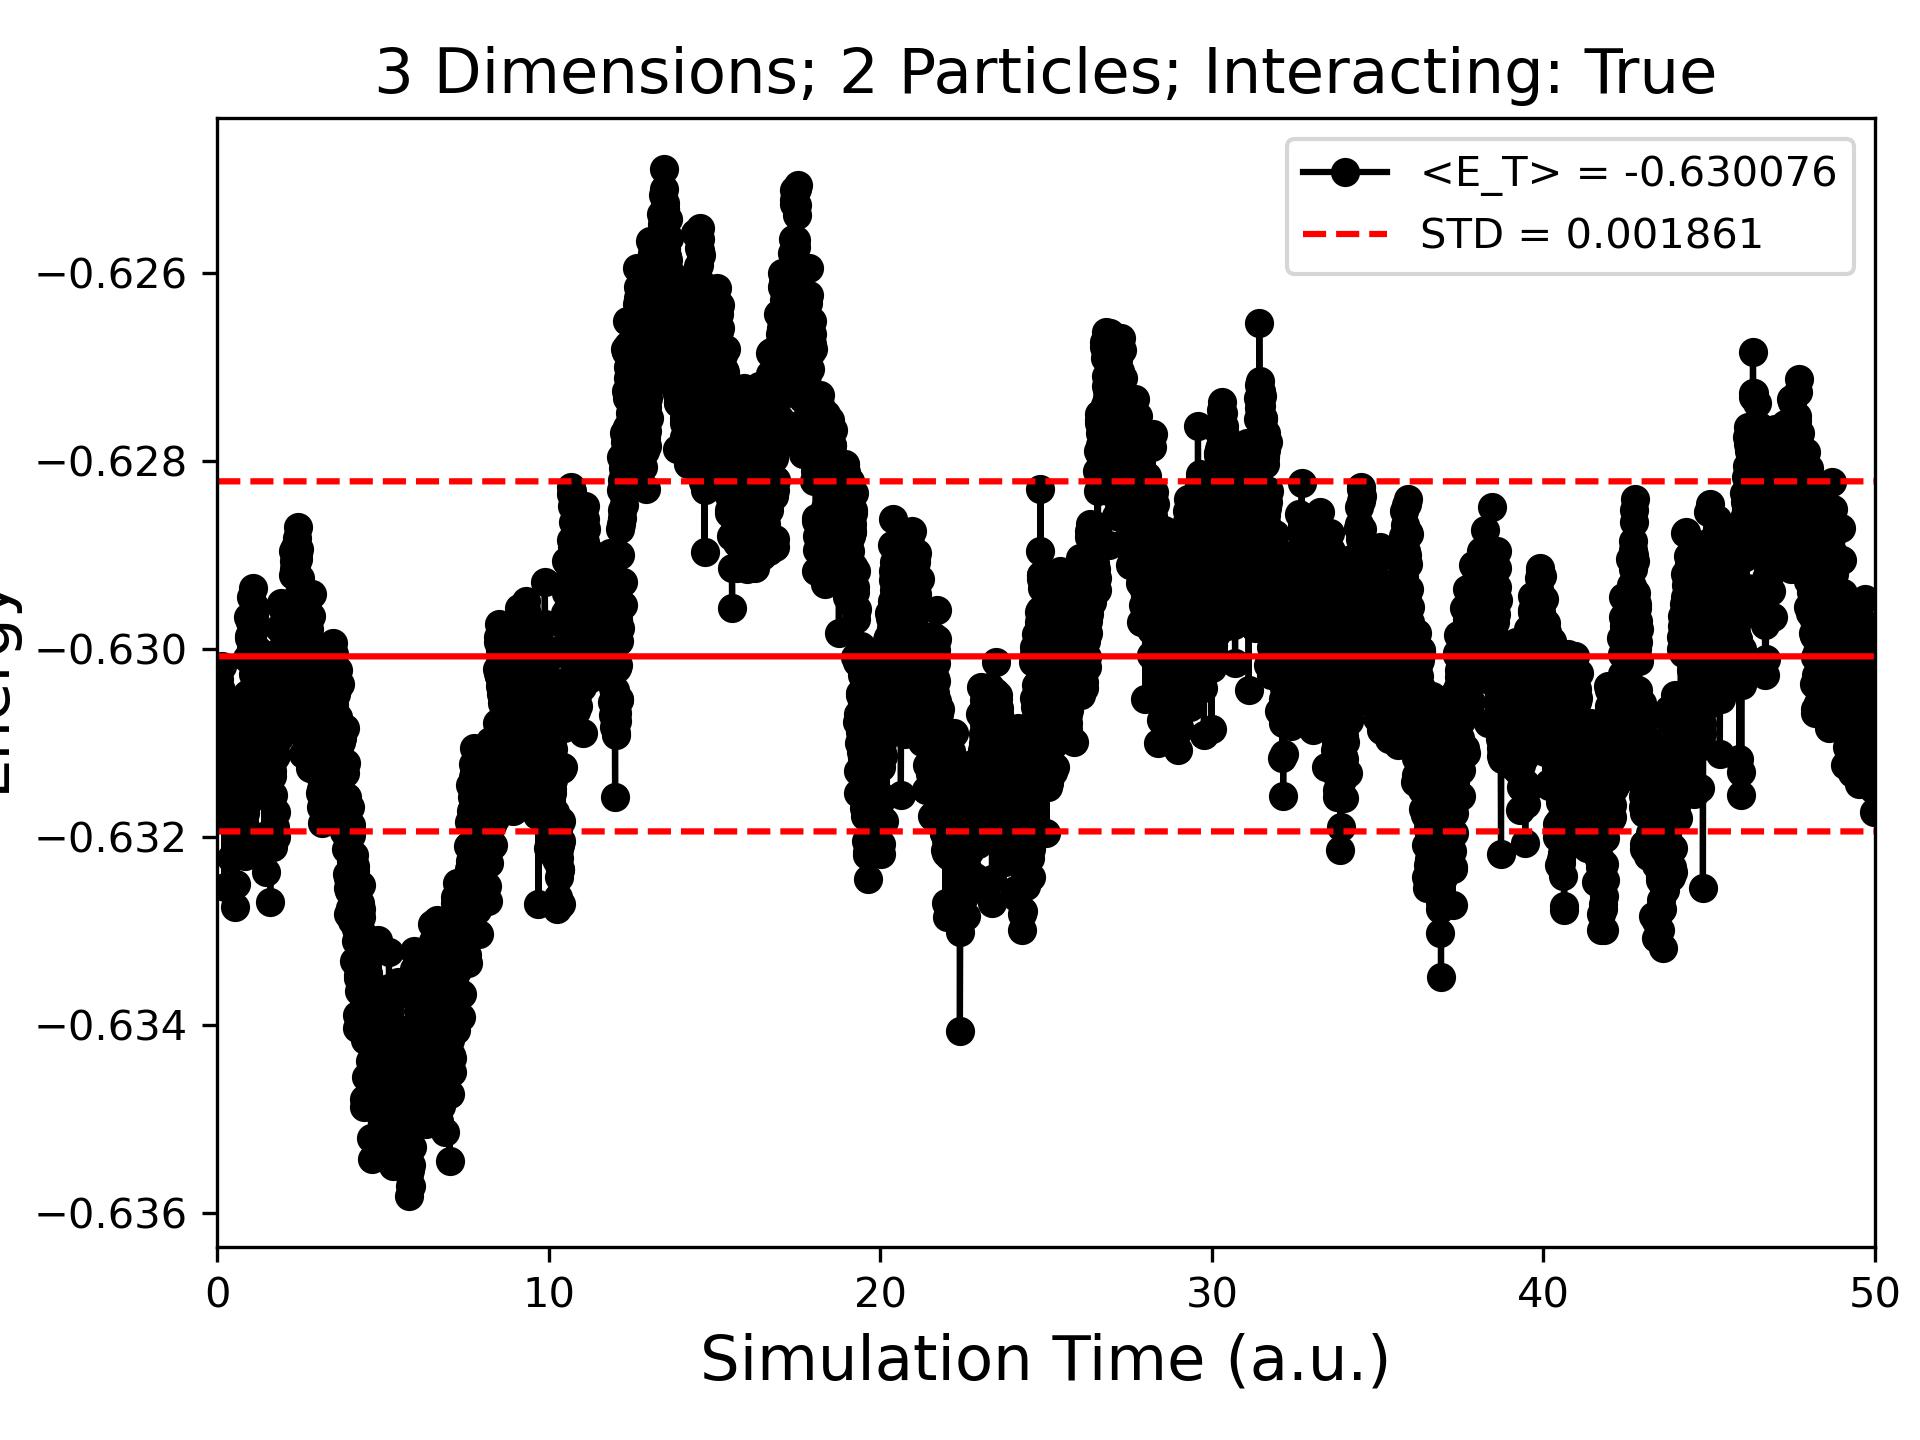 3 Dimensions; 2 Particles; Interacting: True
<E_T> = -0.630076
STD = 0.001861
Energy
−0.626
−0.628
−0.630
−0.632
−0.634
−0.636
0 10 20 30 40 50
Simulation Time (a.u.)